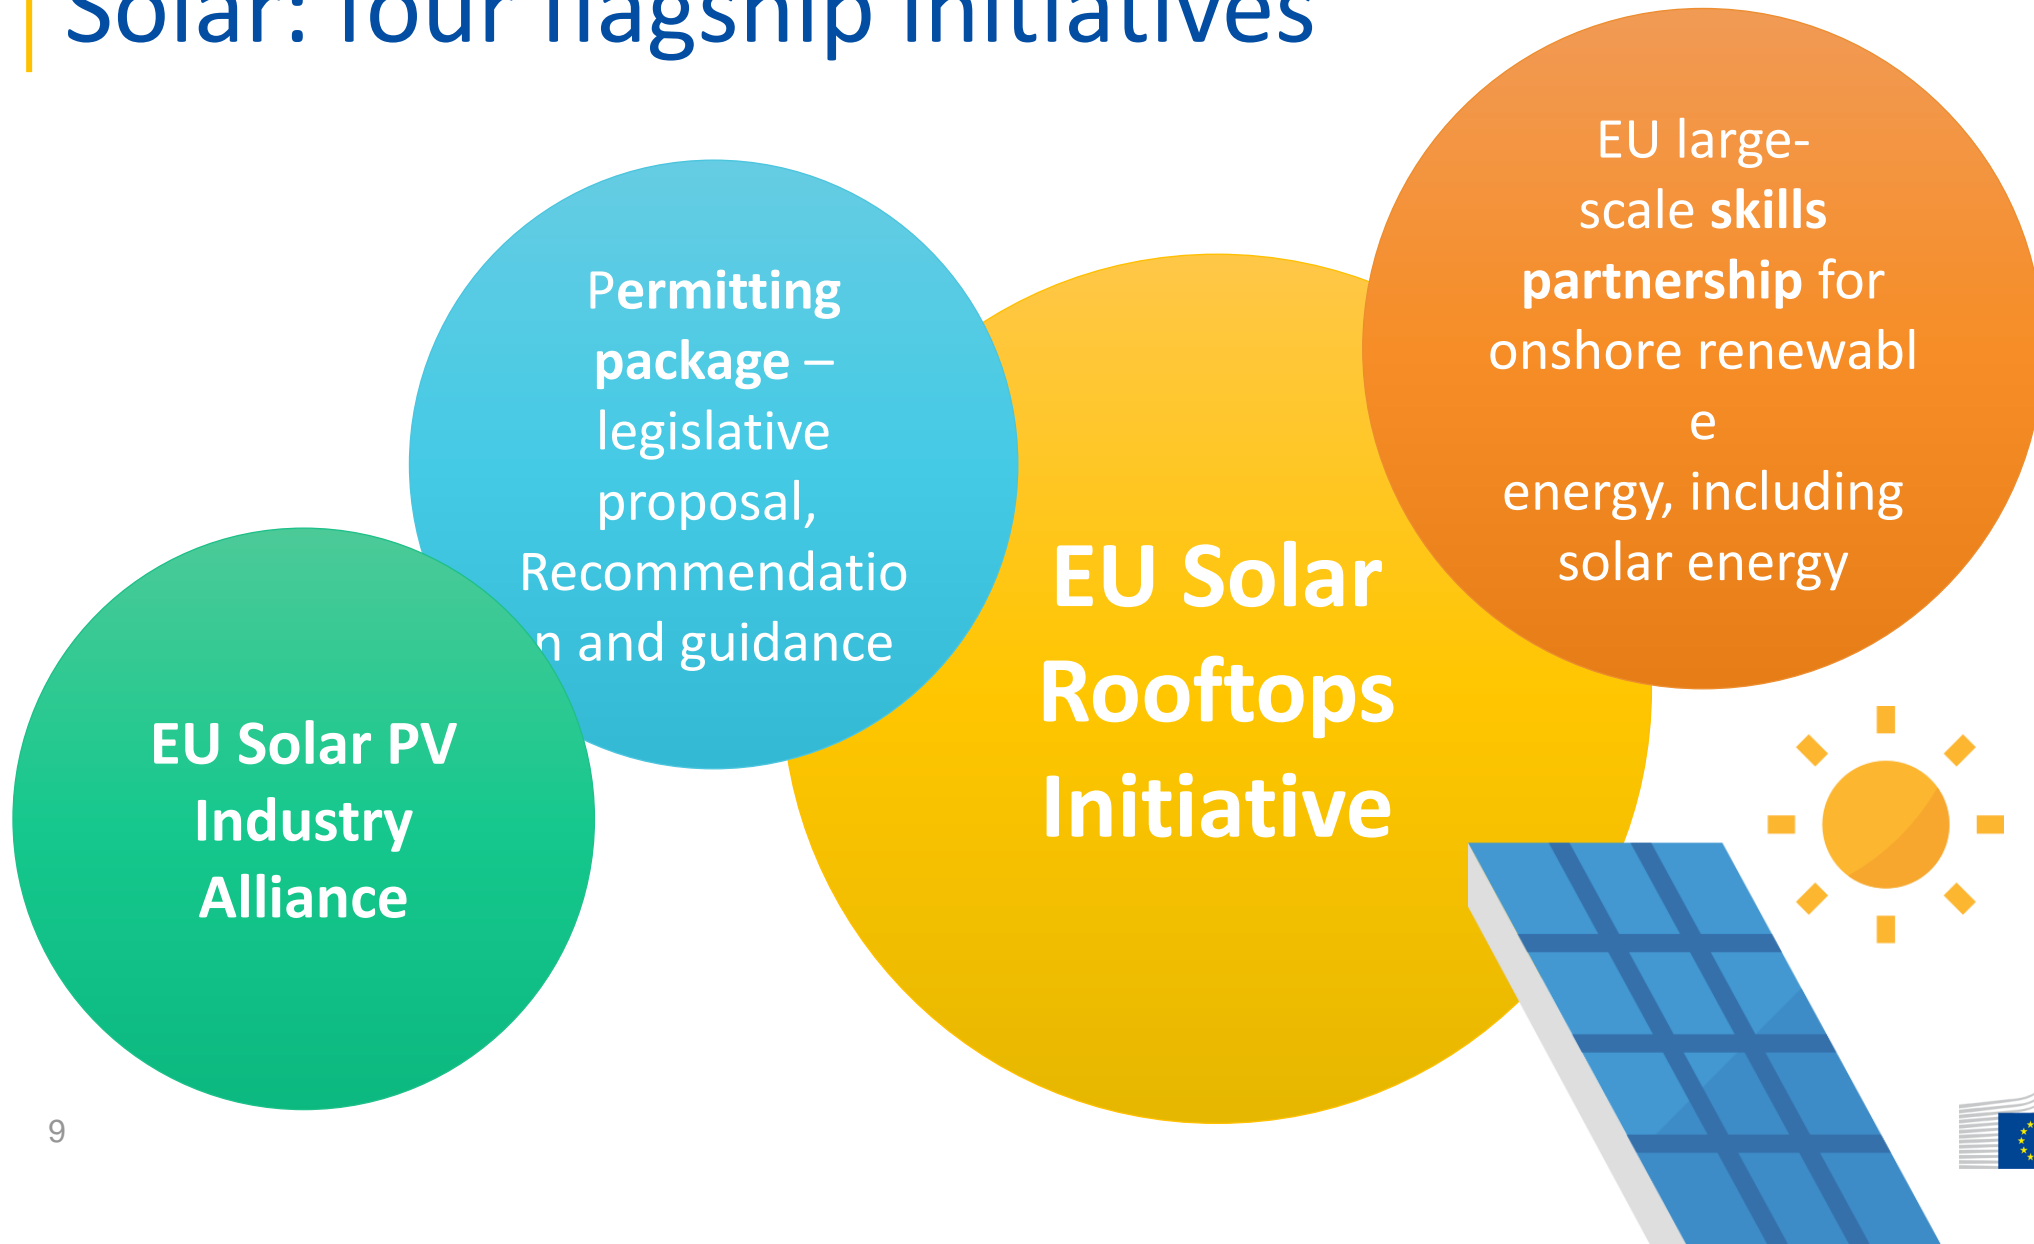 Solar: four flagship initiatives
EU large-
scale skills
partnership for
onshore renewabl
e
energy, including
solar energy
Permitting
package –
legislative
proposal,
Recommendatio
n and guidance
EU Solar
Rooftops
Initiative
EU Solar PV
Industry
Alliance
9